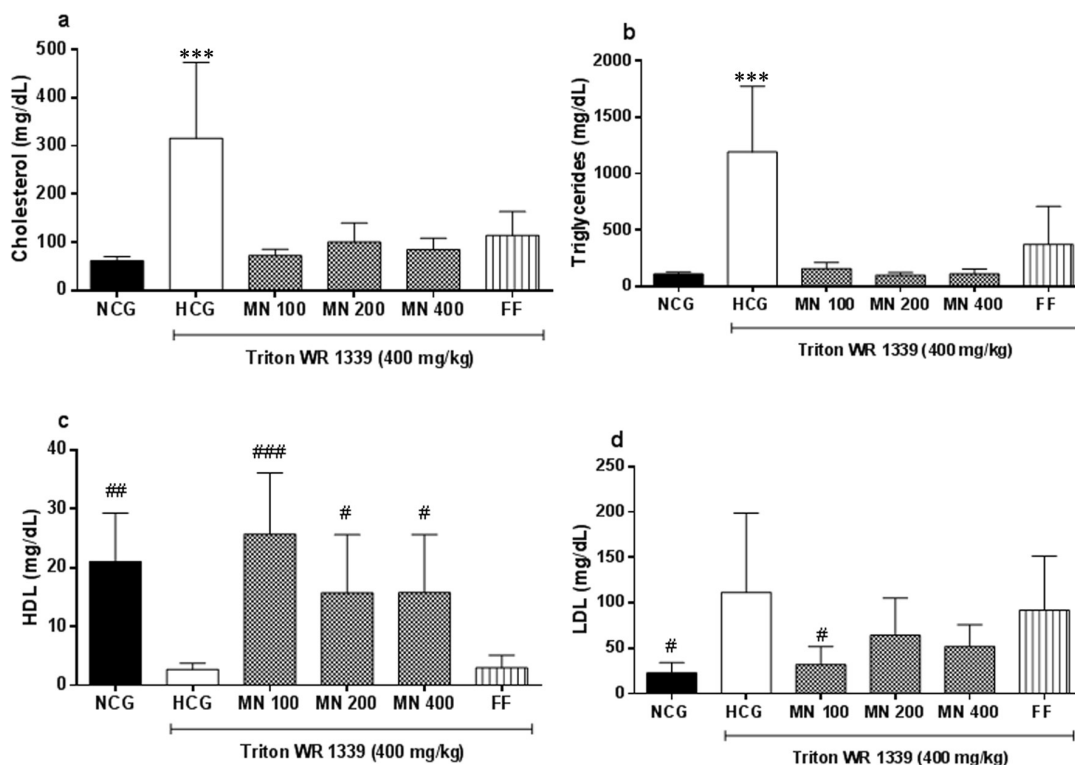 a
Cholesterol (mg/dL)
500
400
300
200
100
0
***
NCG HCG MN 100 MN 200 MN 400 FF
Triton WR 1339 (400 mg/kg)
b
Triglycerides (mg/dL)
2000
1500
1000
500
0
***
NCG HCG MN 100 MN 200 MN 400 FF
Triton WR 1339 (400 mg/kg)
c
HDL (mg/dL)
40
30
20
10
0
## ### # #
NCG HCG MN 100 MN 200 MN 400 FF
Triton WR 1339 (400 mg/kg)
d
LDL (mg/dL)
250
200
150
100
50
0
# #
NCG HCG MN 100 MN 200 MN 400 FF
Triton WR 1339 (400 mg/kg)